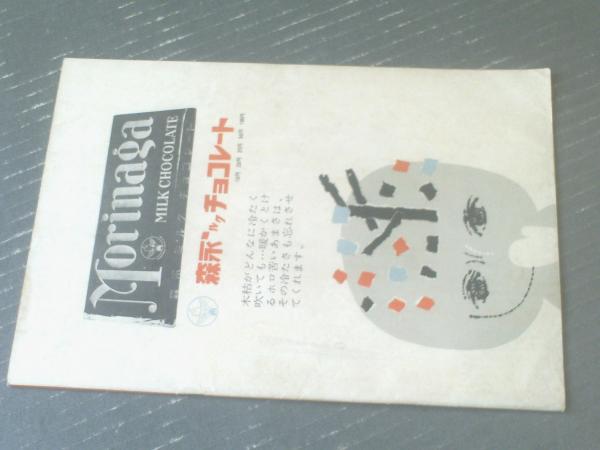 Morinaga
MILK CHOCOLATE
森永ミルクチョコレート
木枯がどんなに冷たく
吹いても…暖かくとけ
るホロ苦いあまさは、
その冷たさも忘れさせ
てくれます。